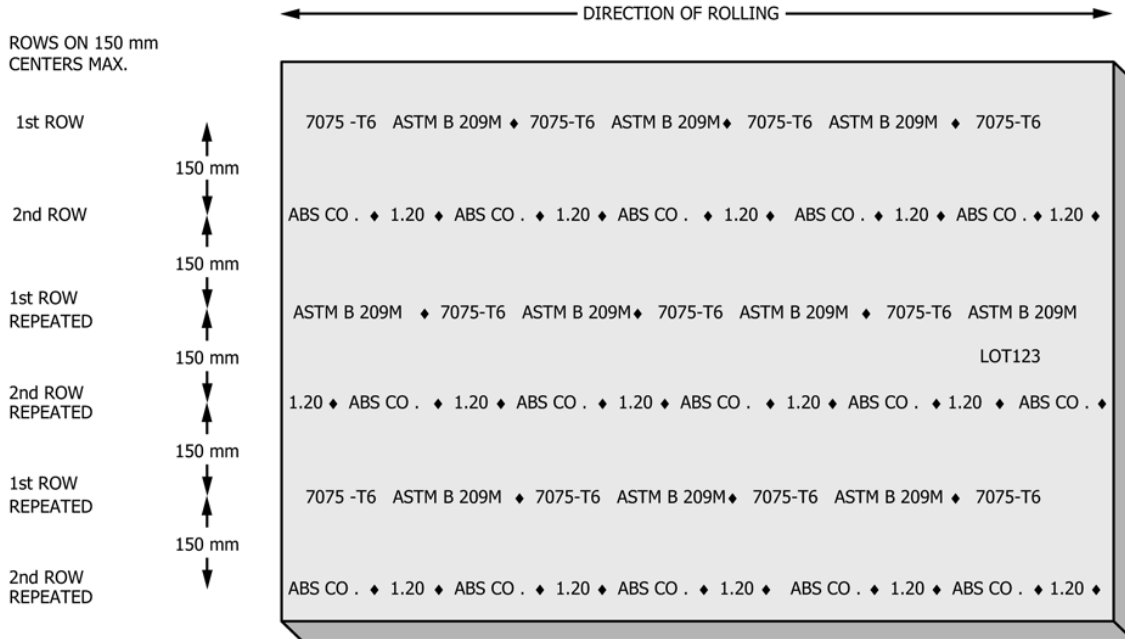 DIRECTION OF ROLLING
ROWS ON 150 mm
CENTERS MAX.
1st ROW
7075 -T6 ASTM B 209M ♦ 7075-T6 ASTM B 209M♦ 7075-T6 ASTM B 209M ♦ 7075-T6
150 mm
2nd ROW
ABS CO . ♦ 1.20 ♦ ABS CO . ♦ 1.20 ♦ ABS CO . ♦ 1.20 ♦ ABS CO . ♦ 1.20 ♦ ABS CO . ♦ 1.20 ♦
150 mm
1st ROW
REPEATED
ASTM B 209M ♦ 7075-T6 ASTM B 209M♦ 7075-T6 ASTM B 209M ♦ 7075-T6 ASTM B 209M
150 mm
LOT123
2nd ROW
REPEATED
1.20 ♦ ABS CO . ♦ 1.20 ♦ ABS CO . ♦ 1.20 ♦ ABS CO . ♦ 1.20 ♦ ABS CO . ♦ 1.20 ♦ ABS CO . ♦
150 mm
1st ROW
REPEATED
7075 -T6 ASTM B 209M ♦ 7075-T6 ASTM B 209M♦ 7075-T6 ASTM B 209M ♦ 7075-T6
150 mm
2nd ROW
REPEATED
ABS CO . ♦ 1.20 ♦ ABS CO . ♦ 1.20 ♦ ABS CO . ♦ 1.20 ♦ ABS CO . ♦ 1.20 ♦ ABS CO . ♦ 1.20 ♦